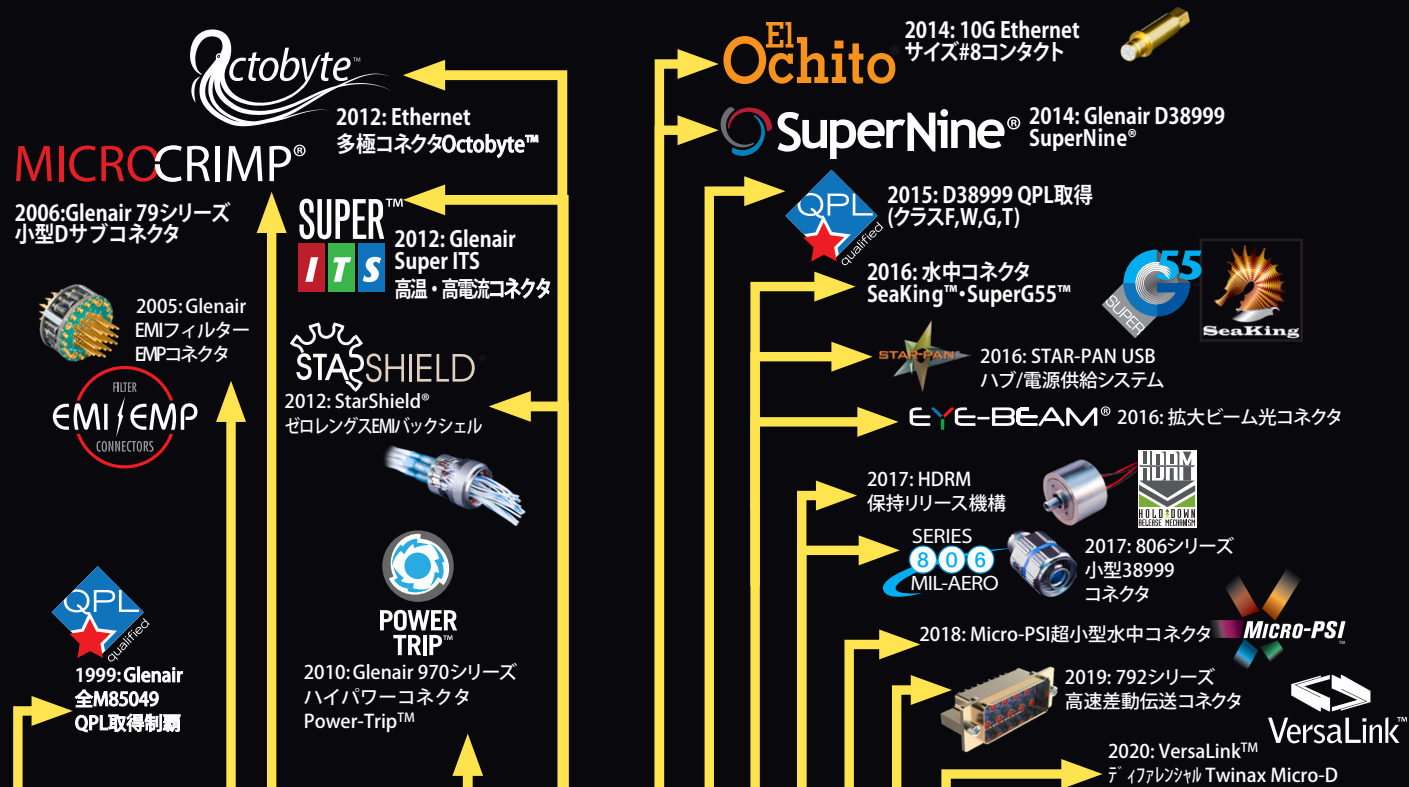 Octobyte™
2012: Ethernet
多極コネクタOctobyte™
MICRO-CRIMP®
2006:Glenair 79シリーズ
小型Dサブコネクタ
SUPER™
ITS
2012: Glenair
Super ITS
高温・高電流コネクタ
2005: Glenair
EMIフィルター
EMPコネクタ
FILTER
EMI EMP
CONNECTORS
STARSHIELD®
2012: StarShield®
ゼロレングスEMIバックシェル
QPL
qualified
1999: Glenair
全M85049
QPL取得制覇
POWER
TRIP™
2010: Glenair 970シリーズ
ハイパワーコネクタ
Power-Trip™
El
Ochito®
2014: 10G Ethernet
サイズ#8コンタクト
SuperNine®
2014: Glenair D38999
SuperNine®
QPL
qualified
2015: D38999 QPL取得
(クラスF,W,G,T)
2016: 水中コネクタ
SeaKing™・SuperG55™
G55
SUPER
SeaKing
STAR-PAN
2016: STAR-PAN USB
ハブ/電源供給システム
EYE-BEAM®
2016: 拡大ビーム光コネクタ
2017: HDRM
保持リリース機構
HDRM
HOLD DOWN
RELEASE MECHANISM
SERIES
806
MIL-AERO
2017: 806シリーズ
小型38999
コネクタ
2018: Micro-PSI超小型水中コネクタ
MICRO-PSI™
2019: 792シリーズ
高速差動伝送コネクタ
VersaLink™
2020: VersaLink™
ディファレンシャル Twinax Micro-D